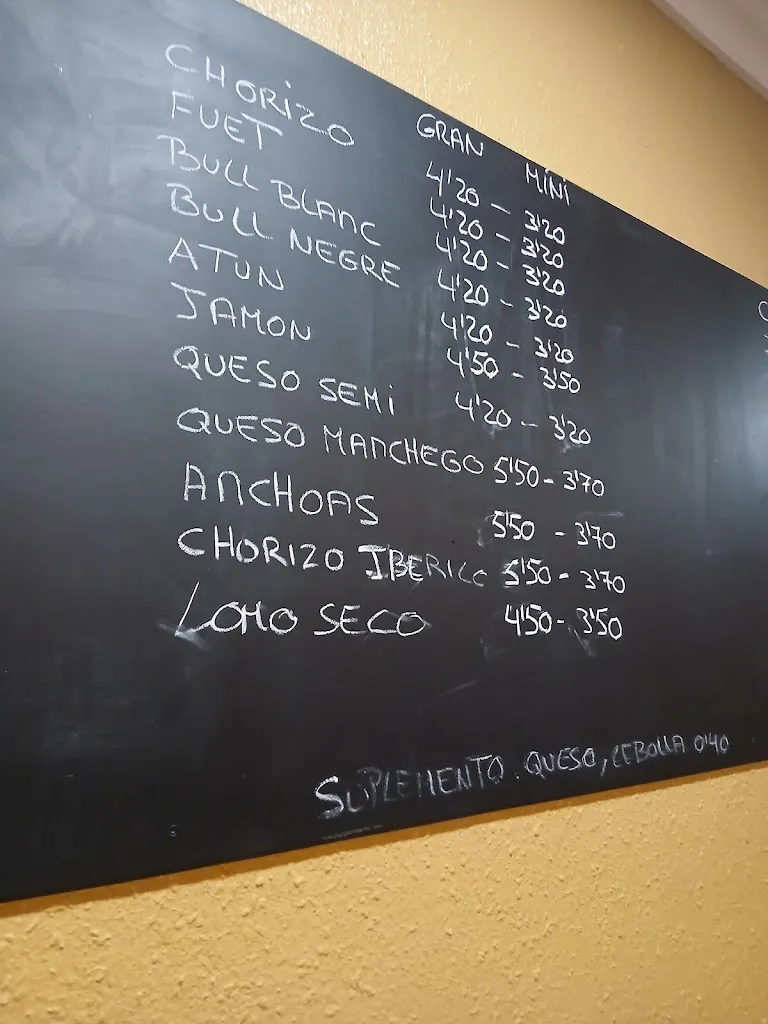 GRAN MINI
CHORIZO 4'20 - 3'20
FUET 4'20 - 3'20
BULL BLANC 4'20 - 3'20
BULL NEGRE 4'20 - 3'20
ATUN 4'20 - 3'20
JAMON 4'50 - 3'50
QUESO SEMI 4'20 - 3'20
QUESO MANCHEGO 5'50 - 3'70
ANCHOAS 5'50 - 3'70
CHORIZO IBERICO 5'50 - 3'70
LOMO SECO 4'50 - 3'50
SUPLEMENTO. QUESO, CEBOLLA 0'40